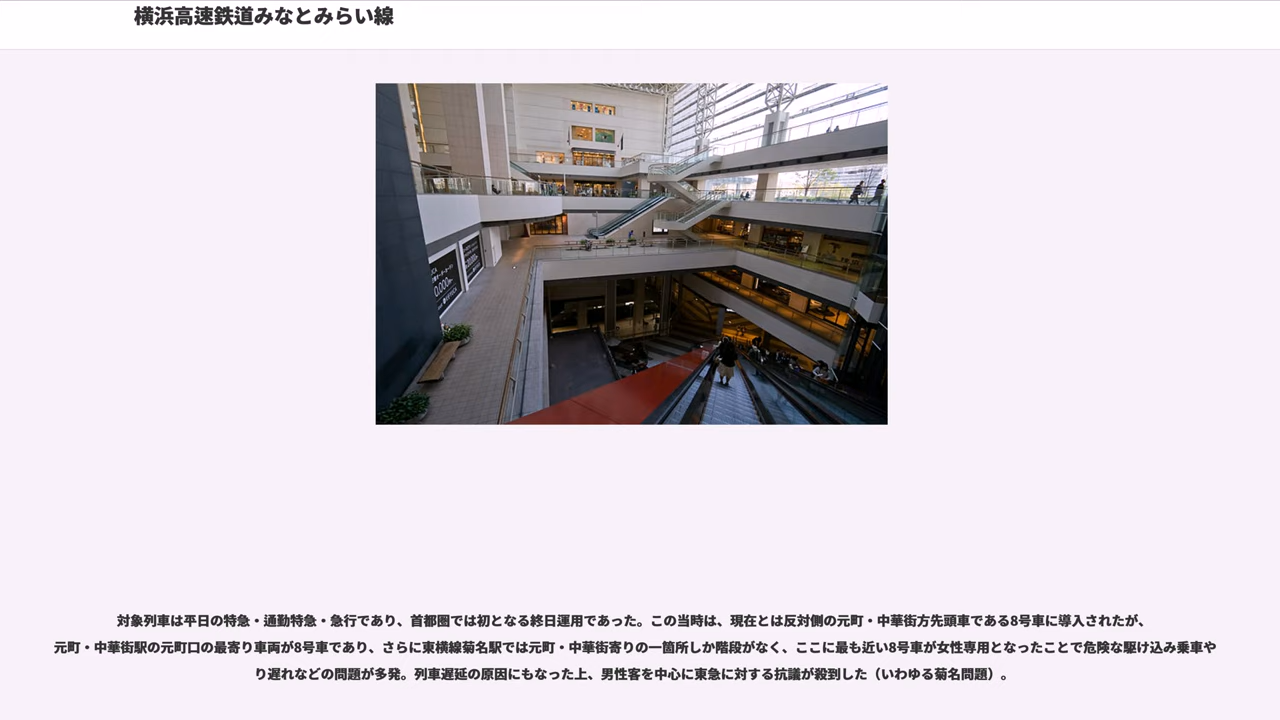 横浜高速鉄道みなとみらい線
対象列車は平日の特急・通勤特急・急行であり、首都圏では初となる終日運用であった。この当時は、現在とは反対側の元町・中華街方先頭車である8号車に導入されたが、
元町・中華街駅の元町口の最寄り車両が8号車であり、さらに東横線菊名駅では元町・中華街寄りの一箇所しか階段がなく、ここに最も近い8号車が女性専用となったことで危険な駆け込み乗車や
り遅れなどの問題が多発。列車遅延の原因にもなった上、男性客を中心に東急に対する抗議が殺到した（いわゆる菊名問題）。